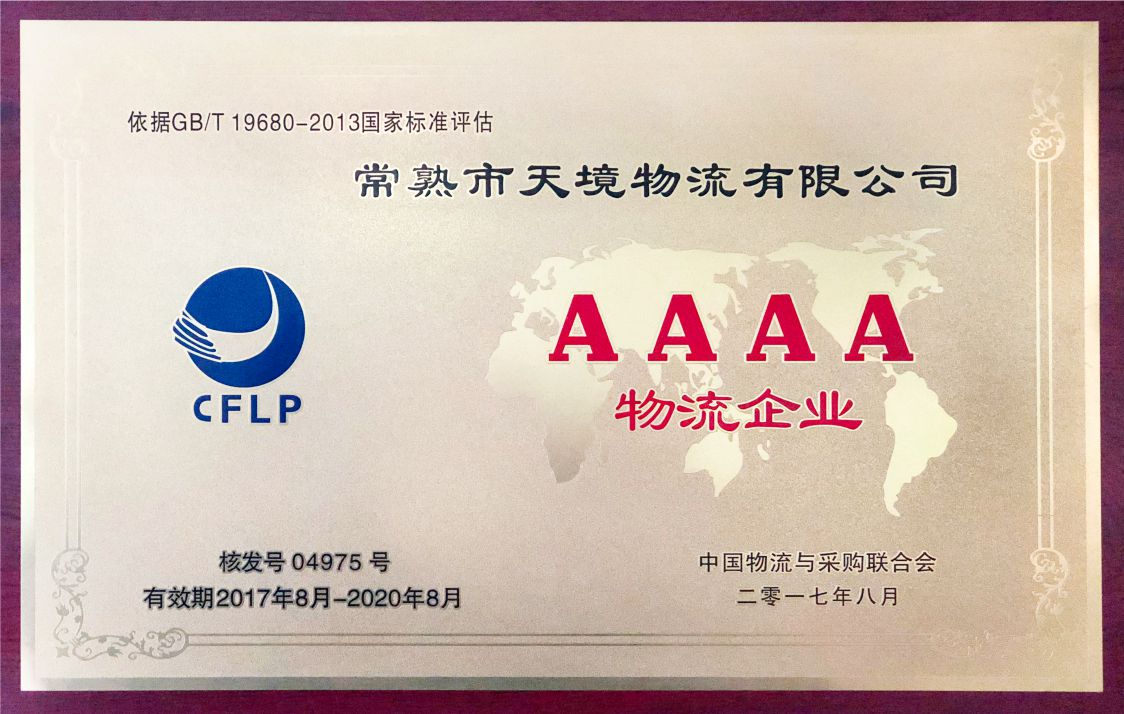 依据GB/T 19680-2013国家标准评估
常熟市天境物流有限公司
AAAA
CFLP
物流企业
核发号 04975 号
中国物流与采购联合会
有效期2017年8月-2020年8月
二零一七年八月